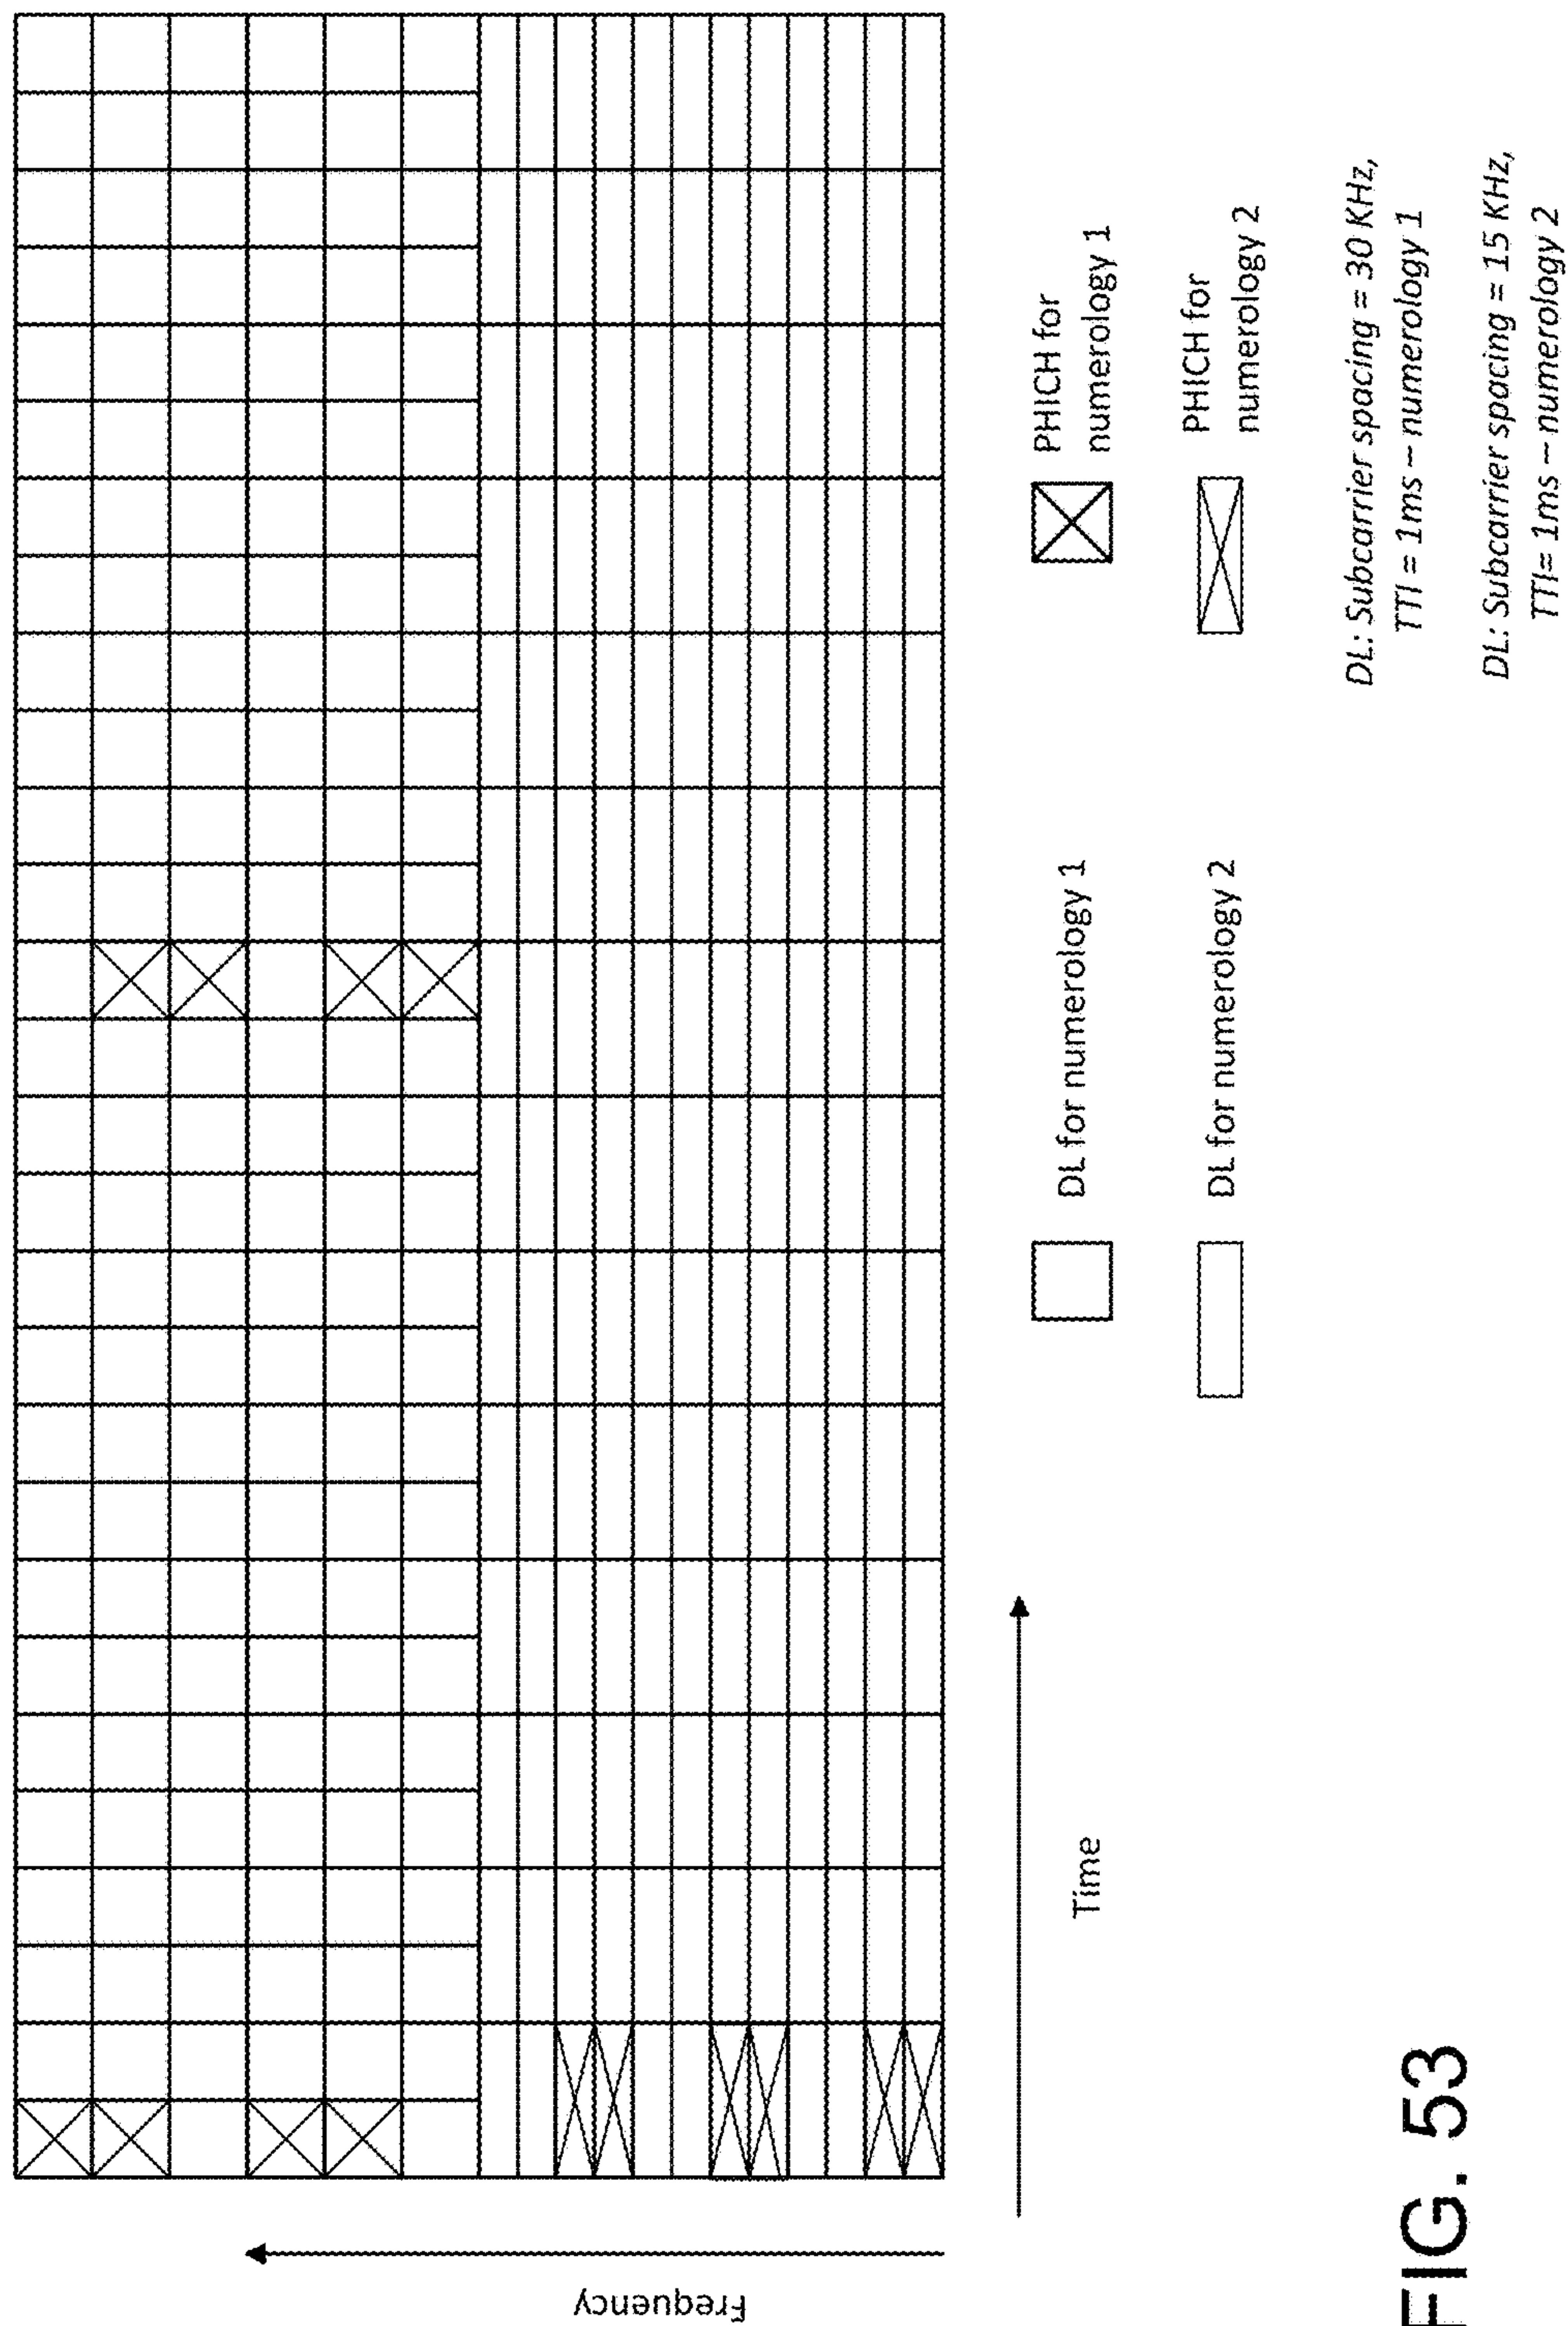 Frequency
Time
DL for numerology 1
DL for numerology 2
PHICH for
numerology 1
PHICH for
numerology 2
DL: Subcarrier spacing = 30 KHz,
TTI = 1ms – numerology 1
DL: Subcarrier spacing = 15 KHz,
TTI= 1ms – numerology 2
FIG. 53